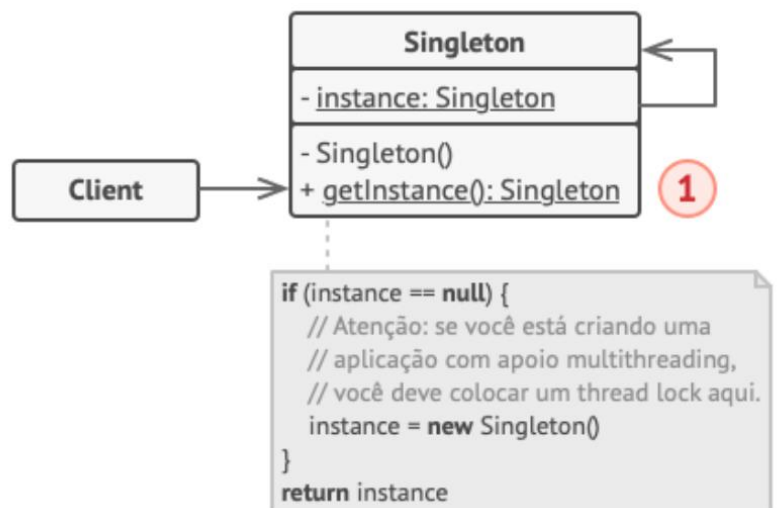 Singleton
- instance: Singleton
- Singleton()
+ getInstance(): Singleton
1
Client
if (instance == null) {
// Atenção: se você está criando uma
// aplicação com apoio multithreading,
// você deve colocar um thread lock aqui.
instance = new Singleton()
}
return instance